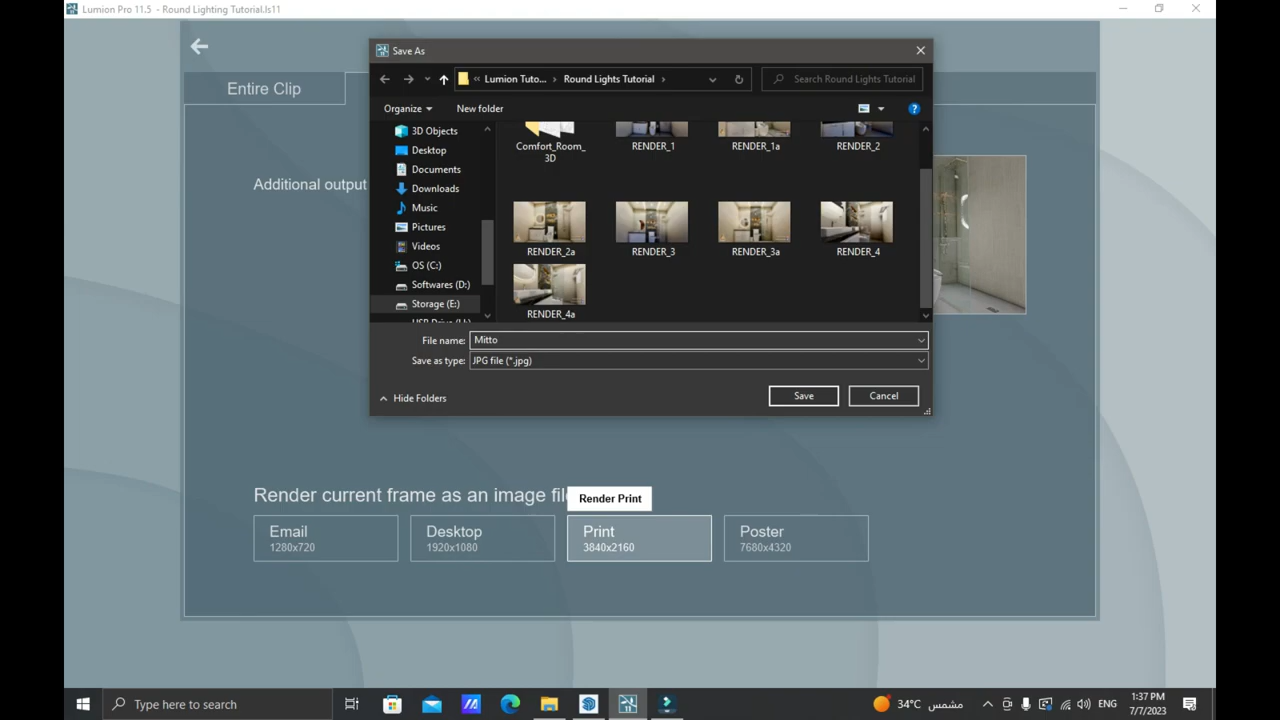 Lumion Pro 11.5 - Round Lighting Tutorial.ls11
Save As
Entire Clip
« Lumion Tuto... › Round Lights Tutorial ›
Search Round Lights Tutorial
Organize
New folder
3D Objects
Desktop
Documents
Downloads
Music
Pictures
Videos
OS (C:)
Softwares (D:)
Storage (E:)
Comfort_Room_
3D
RENDER_1
RENDER_1a
RENDER_2
RENDER_2a
RENDER_3
RENDER_3a
RENDER_4
RENDER_4a
Additional output
File name: Mitto
Save as type: JPG file (*.jpg)
Hide Folders
Save
Cancel
Render current frame as an image fil
Render Print
Email
1280x720
Desktop
1920x1080
Print
3840x2160
Poster
7680x4320
Type here to search
34°C مشمس
ENG
1:37 PM
7/7/2023